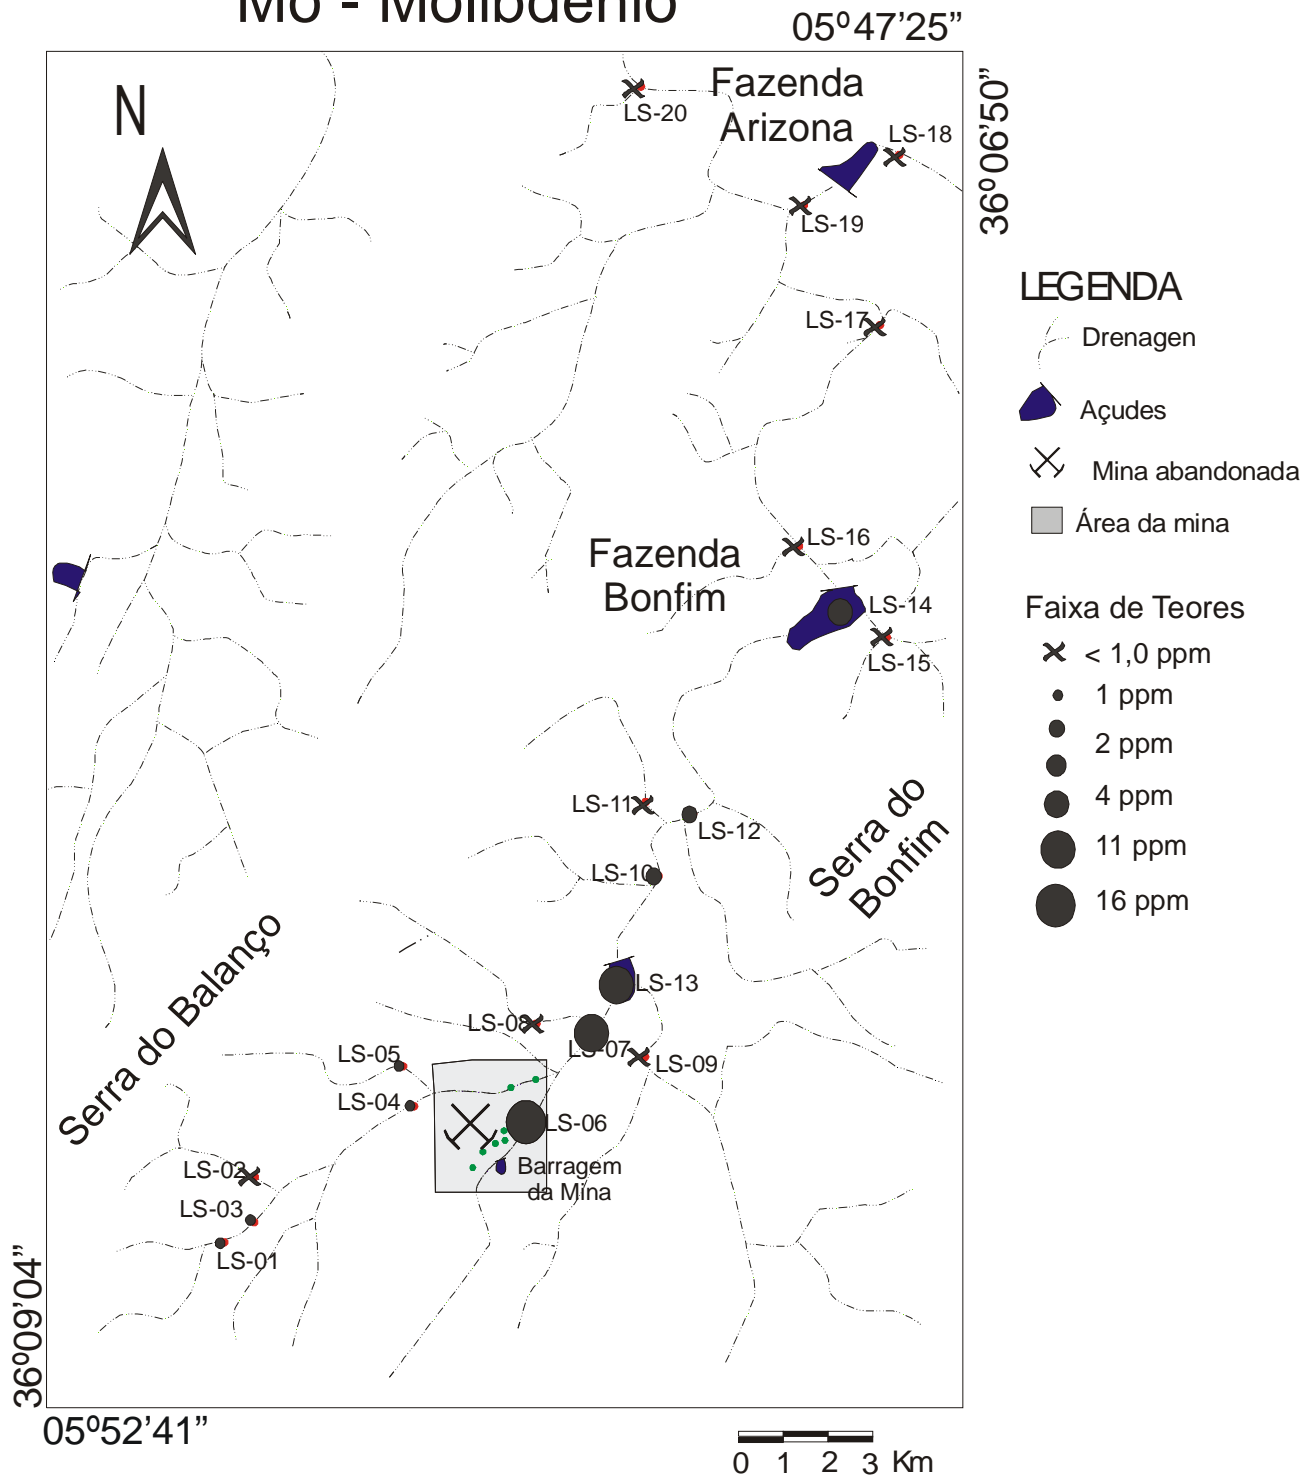 Mo - Molibdênio
05º47'25”
36º06'50”
N
Fazenda
Arizona
LS-20
LS-18
LS-19
LS-17
LS-16
Fazenda
Bonfim
LS-14
LS-15
LS-11
LS-12
LS-10
Serra do
Bonfim
Serra do Balanço
LS-13
LS-08
LS-07
LS-09
LS-05
LS-04
LS-06
Barragem
da Mina
LS-02
LS-03
LS-01
36º09'04”
05º52'41”
LEGENDA
Drenagen
Açudes
Mina abandonada
Área da mina
Faixa de Teores
< 1,0 ppm
1 ppm
2 ppm
4 ppm
11 ppm
16 ppm
0 1 2 3 Km